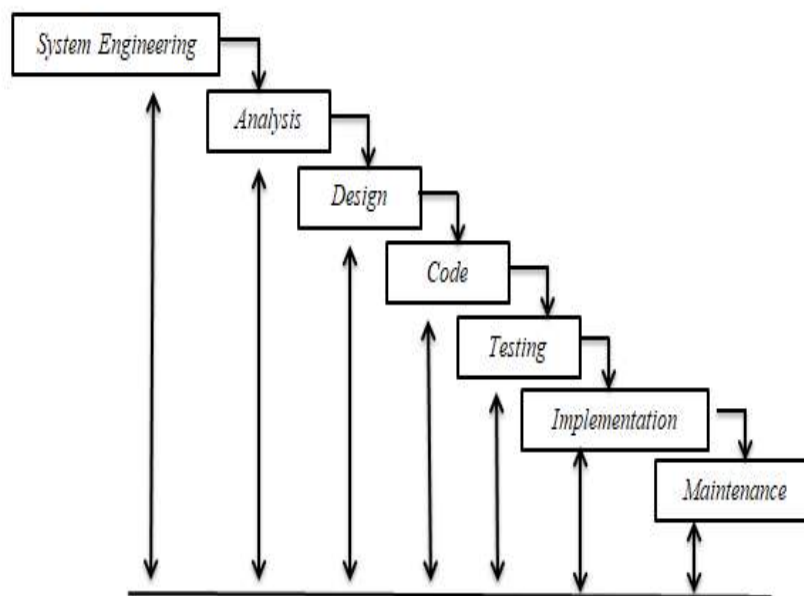 System Engineering
Analysis
Design
Code
Testing
Implementation
Maintenance